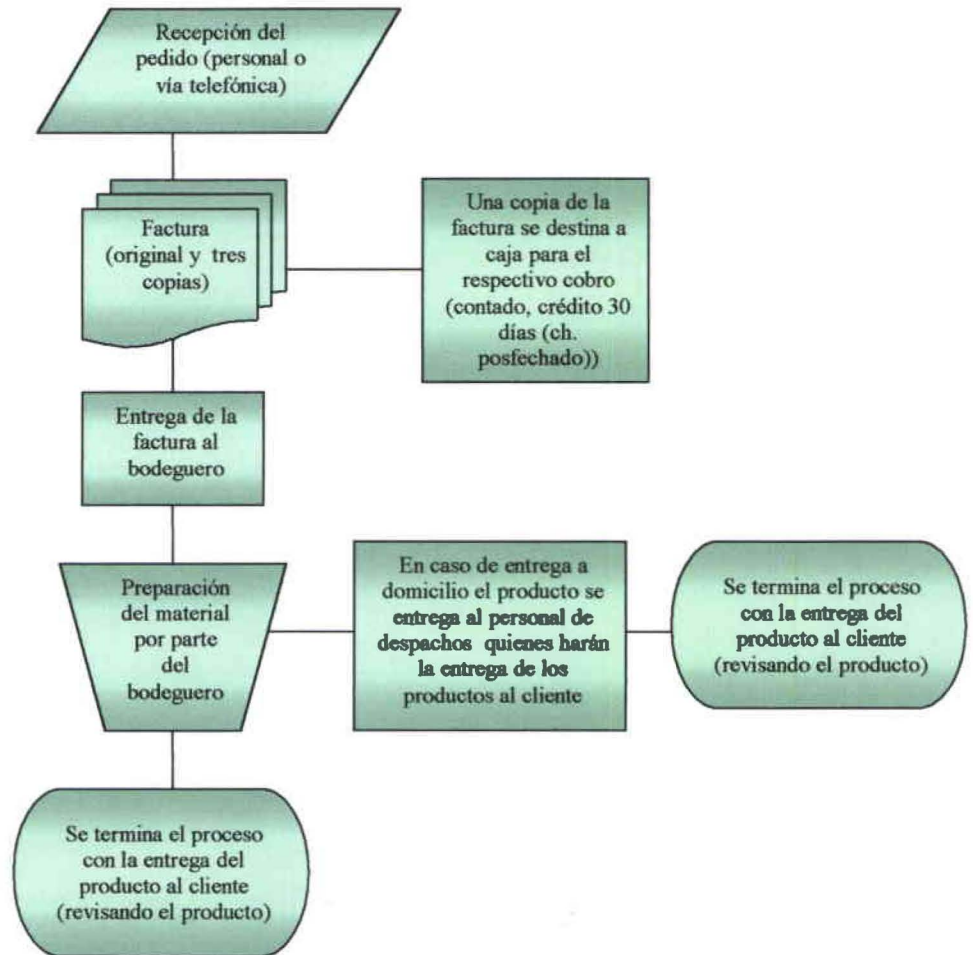 Recepción del
pedido (personal o
vía telefónica)
Factura
(original y tres
copias)
Una copia de la
factura se destina a
caja para el
respectivo cobro
(contado, crédito 30
días (ch.
posfechado))
Entrega de la
factura al
bodeguero
Preparación
del material
por parte
del
bodeguero
En caso de entrega a
domicilio el producto se
entrega al personal de
despachos quienes harán
la entrega de los
productos al cliente
Se termina el proceso
con la entrega del
producto al cliente
(revisando el producto)
Se termina el proceso
con la entrega del
producto al cliente
(revisando el producto)